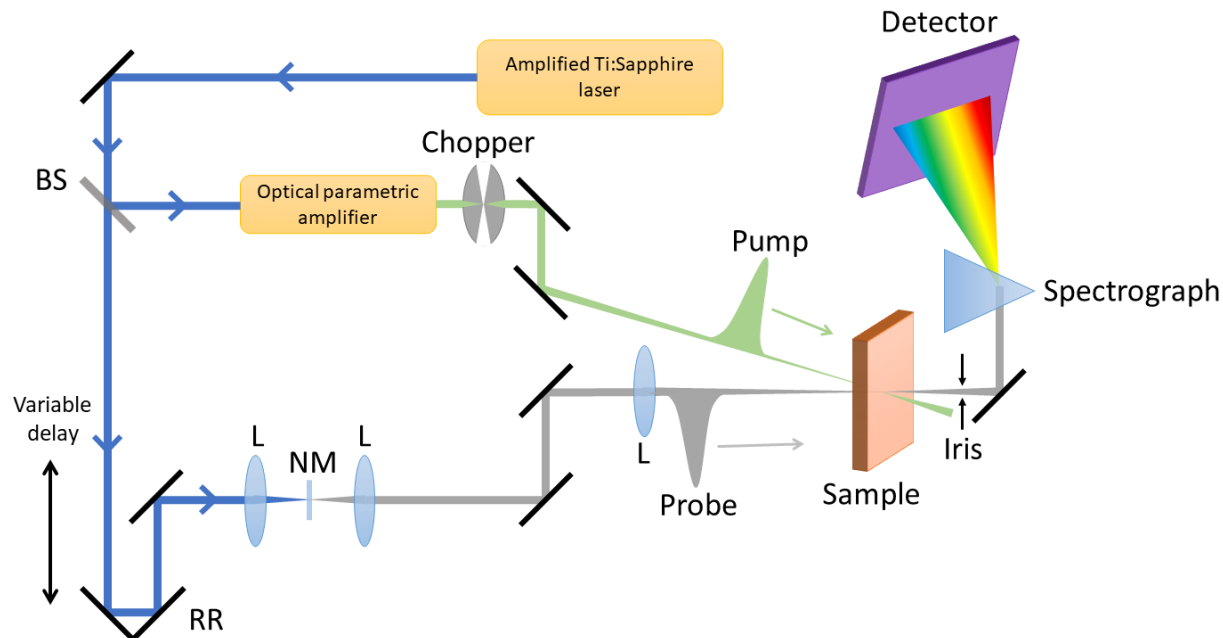 Detector
Amplified Ti:Sapphire
laser
Chopper
BS
Optical parametric
amplifier
Pump
Spectrograph
Variable
delay
L
NM
L
L
Iris
Probe
Sample
RR